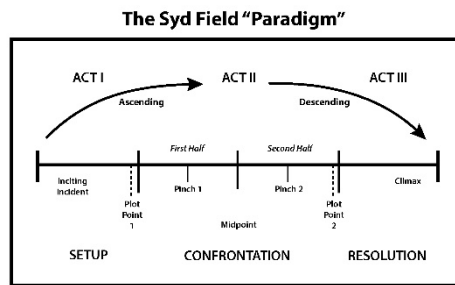 The Syd Field “Paradigm”
ACT I
ACT II
ACT III
Ascending
Descending
First Half
Second Half
Inciting
Incident
Plot
Point
1
Pinch 1
Midpoint
Pinch 2
Plot
Point
2
Climax
SETUP
CONFRONTATION
RESOLUTION